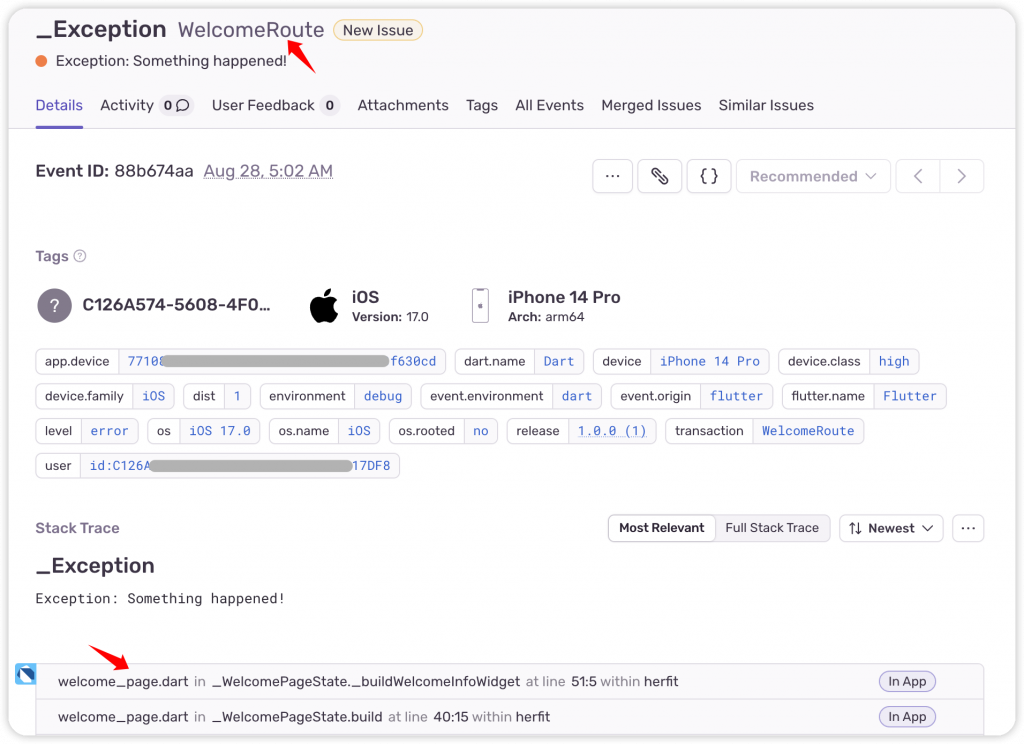 _Exception WelcomeRoute New Issue
Exception: Something happened!
Details Activity 0 User Feedback 0 Attachments Tags All Events Merged Issues Similar Issues
Event ID: 88b674aa Aug 28, 5:02 AM
... { } Recommended
Tags ?
? C126A574-5608-4F0... iOS iPhone 14 Pro
Version: 17.0 Arch: arm64
app.device 7710 f630cd dart.name Dart device iPhone 14 Pro device.class high
device.family iOS dist 1 environment debug event.environment dart event.origin flutter flutter.name Flutter
level error os iOS 17.0 os.name iOS os.rooted no release 1.0.0 (1) transaction WelcomeRoute
user id:C126A 17DF8
Stack Trace Most Relevant Full Stack Trace Newest ...
_Exception
Exception: Something happened!
welcome_page.dart in _WelcomePageState._buildWelcomeInfoWidget at line 51:5 within herfit In App
welcome_page.dart in _WelcomePageState.build at line 40:15 within herfit In App